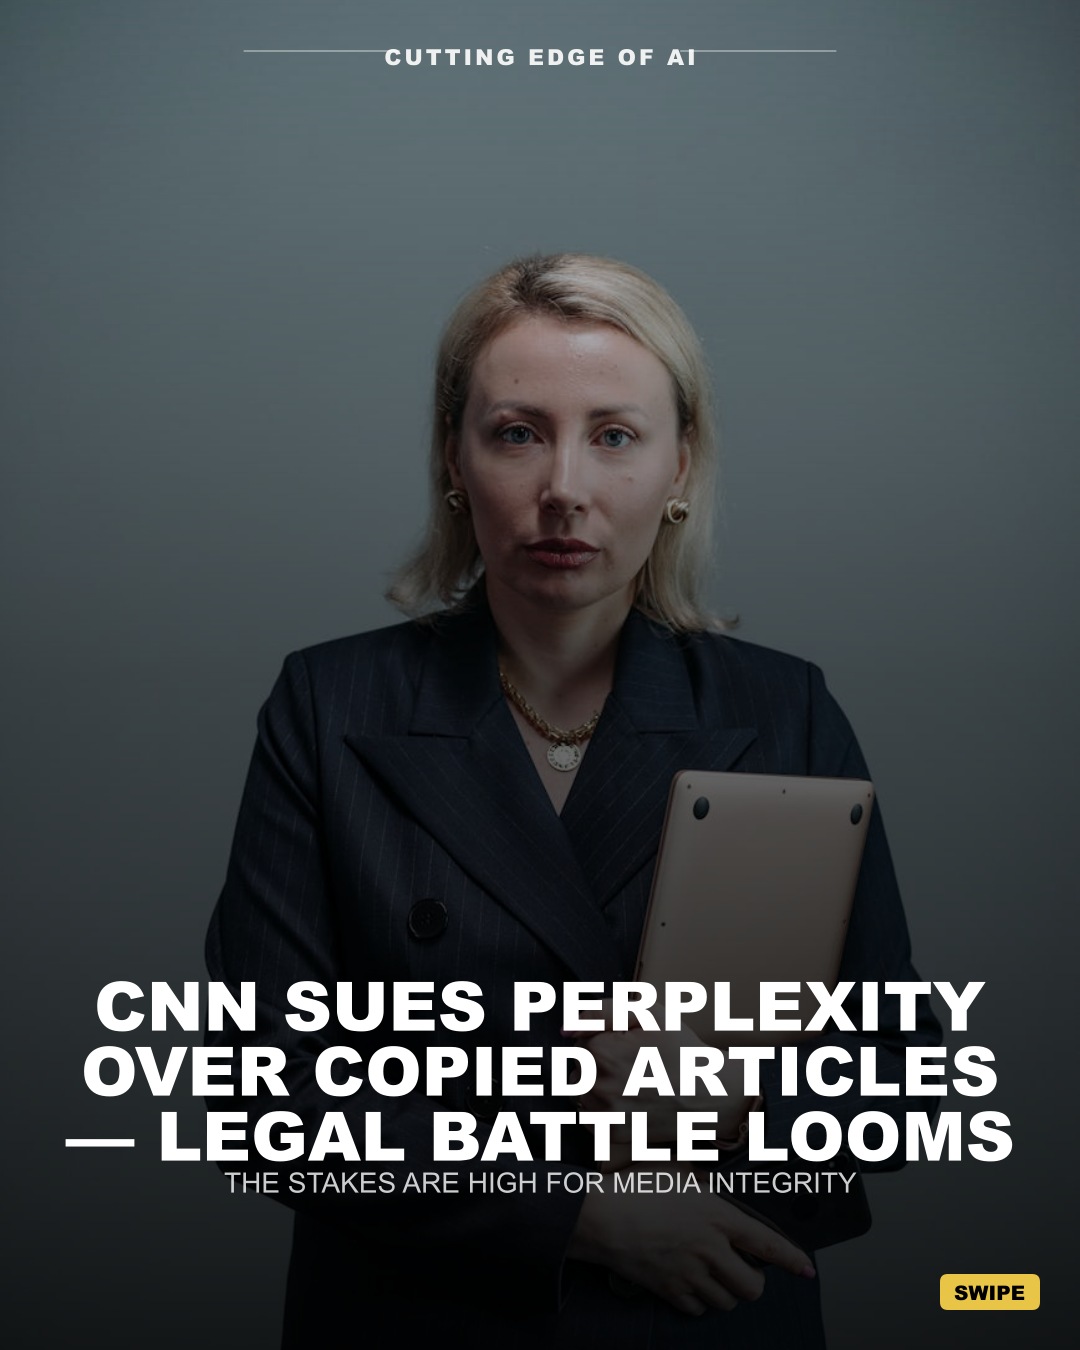 CUTTING EDGE OF AI
CNN SUES PERPLEXITY
OVER COPIED ARTICLES
— LEGAL BATTLE LOOMS
THE STAKES ARE HIGH FOR MEDIA INTEGRITY
SWIPE